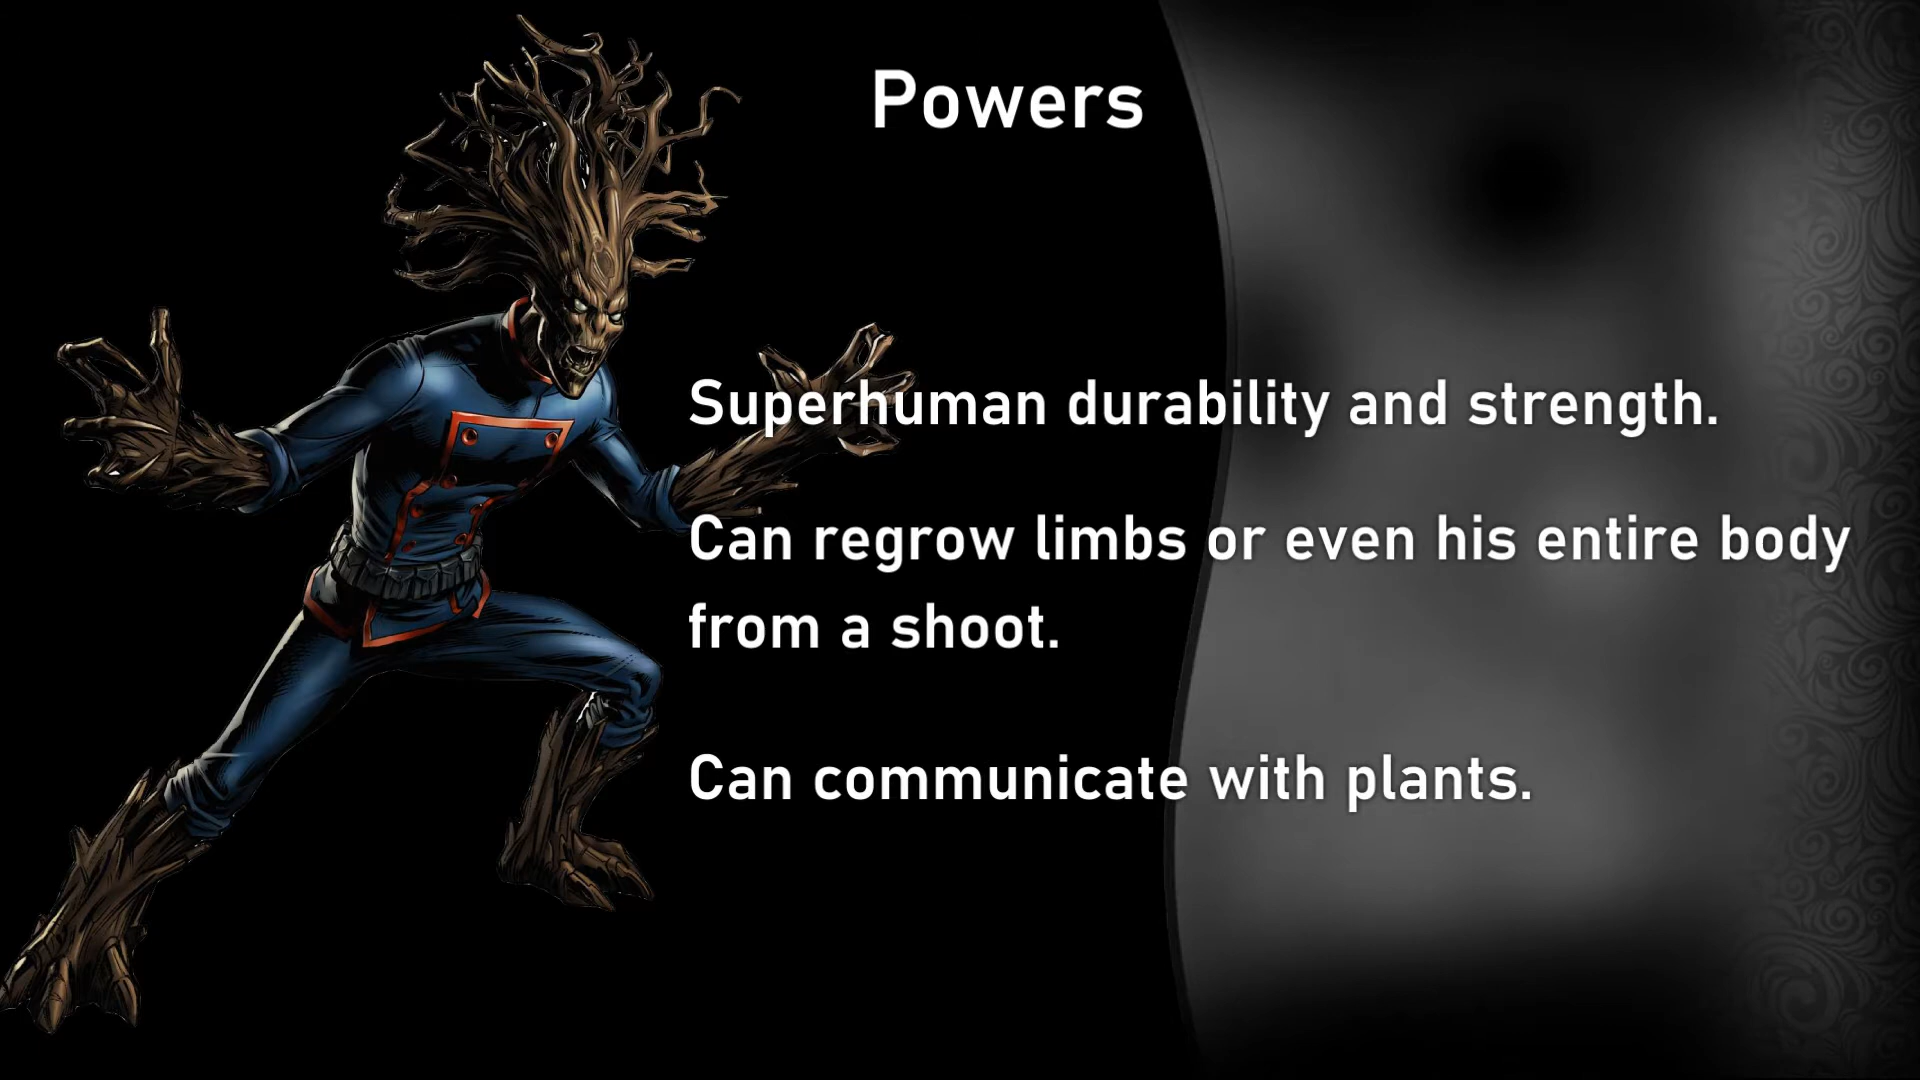 Powers
Superhuman durability and strength.
Can regrow limbs or even his entire body
from a shoot.
Can communicate with plants.